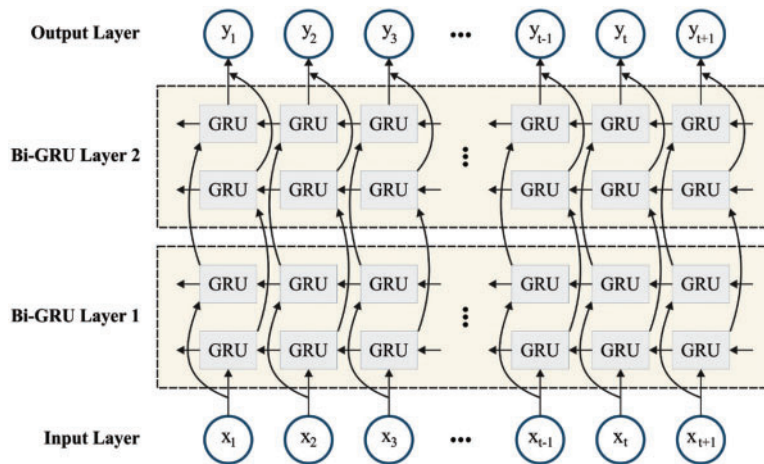 Output Layer y1 y2 y3 ... yt-1 yt yt+1
GRU GRU GRU GRU GRU GRU
Bi-GRU Layer 2
GRU GRU GRU GRU GRU GRU
GRU GRU GRU GRU GRU GRU
Bi-GRU Layer 1
GRU GRU GRU GRU GRU GRU
Input Layer x1 x2 x3 ... xt-1 xt xt+1